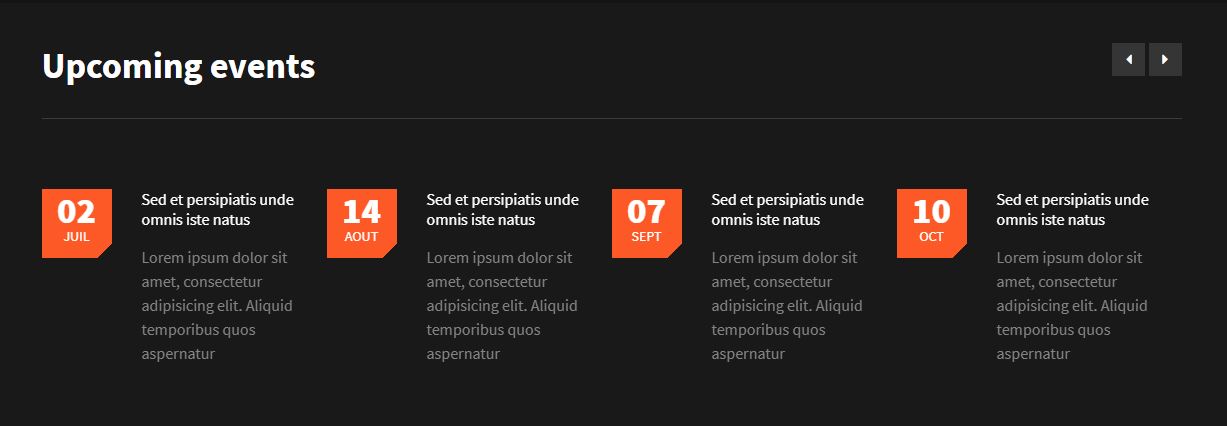 Upcoming events
02
JUIL
Sed et persipiatis unde
omnis iste natus
Lorem ipsum dolor sit
amet, consectetur
adipisicing elit. Aliquid
temporibus quos
aspernatur
14
AOUT
Sed et persipiatis unde
omnis iste natus
Lorem ipsum dolor sit
amet, consectetur
adipisicing elit. Aliquid
temporibus quos
aspernatur
07
SEPT
Sed et persipiatis unde
omnis iste natus
Lorem ipsum dolor sit
amet, consectetur
adipisicing elit. Aliquid
temporibus quos
aspernatur
10
OCT
Sed et persipiatis unde
omnis iste natus
Lorem ipsum dolor sit
amet, consectetur
adipisicing elit. Aliquid
temporibus quos
aspernatur